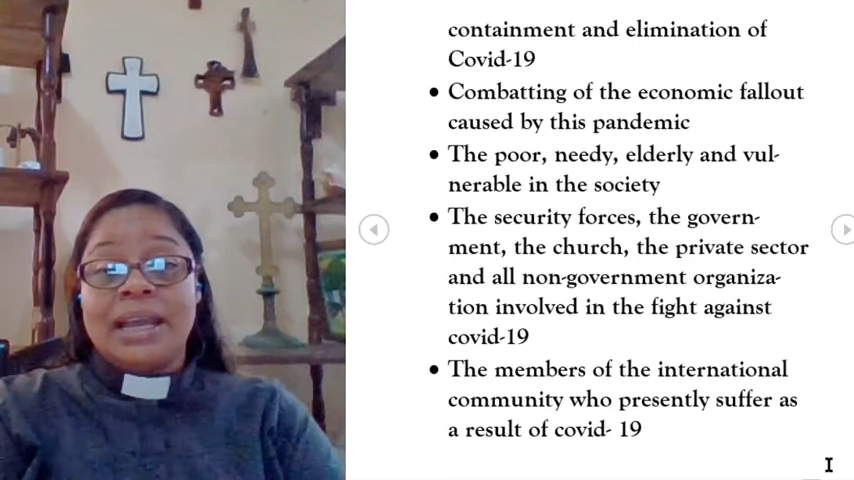 containment and elimination of
Covid-19
• Combatting of the economic fallout
caused by this pandemic
• The poor, needy, elderly and vul-
nerable in the society
• The security forces, the govern-
ment, the church, the private sector
and all non-government organiza-
tion involved in the fight against
covid-19
• The members of the international
community who presently suffer as
a result of covid- 19